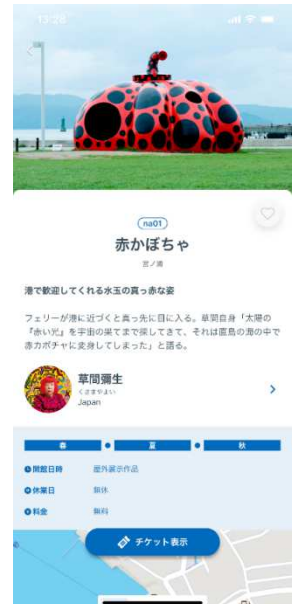 13:28
na01
赤かぼちゃ
宮ノ浦
港で歓迎してくれる水玉の真っ赤な姿
フェリーが港に近づくと真っ先に目に入る。草間自身「太陽の
『赤い光』を宇宙の果てまで探してきて、それは直島の海の中で
赤カボチャに変身してしまった」と語る。
草間彌生
くさまやよい
Japan
春 夏 秋
開館日時 屋外展示作品
休業日 無休
料金 無料
チケット表示